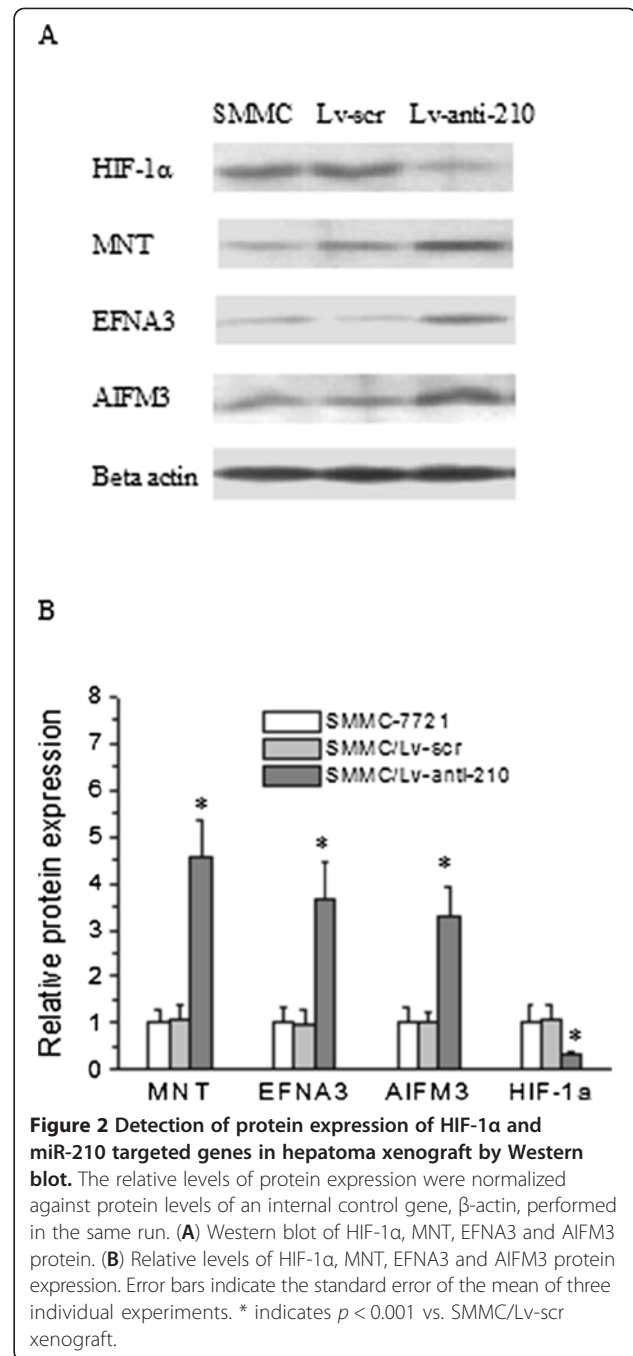 A
SMMC Lv-scr Lv-anti-210
HIF-1α
MNT
EFNA3
AIFM3
Beta actin
B
8
7
6
5
4
3
2
1
0
Relative protein expression
SMMC-7721
SMMC/Lv-scr
SMMC/Lv-anti-210
* * * *
MNT EFNA3 AIFM3 HIF-1a
Figure 2 Detection of protein expression of HIF-1α and
miR-210 targeted genes in hepatoma xenograft by Western
blot. The relative levels of protein expression were normalized
against protein levels of an internal control gene, β-actin, performed
in the same run. (A) Western blot of HIF-1α, MNT, EFNA3 and AIFM3
protein. (B) Relative levels of HIF-1α, MNT, EFNA3 and AIFM3 protein
expression. Error bars indicate the standard error of the mean of three
individual experiments. * indicates p < 0.001 vs. SMMC/Lv-scr
xenograft.